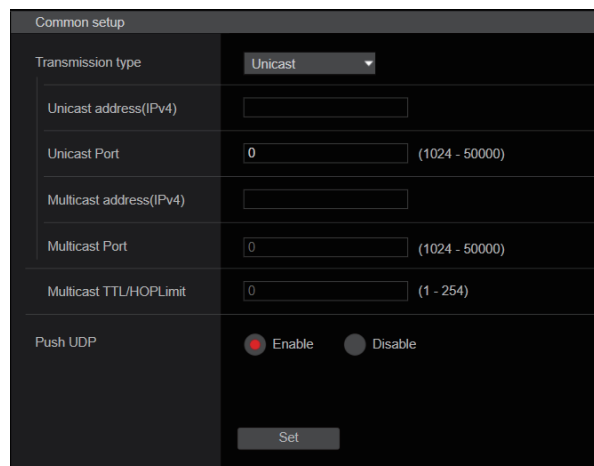 Common setup
Transmission type Unicast
Unicast address(IPv4)
Unicast Port 0 (1024 - 50000)
Multicast address(IPv4)
Multicast Port 0 (1024 - 50000)
Multicast TTL/HOPLimit 0 (1 - 254)
Push UDP Enable Disable
Set